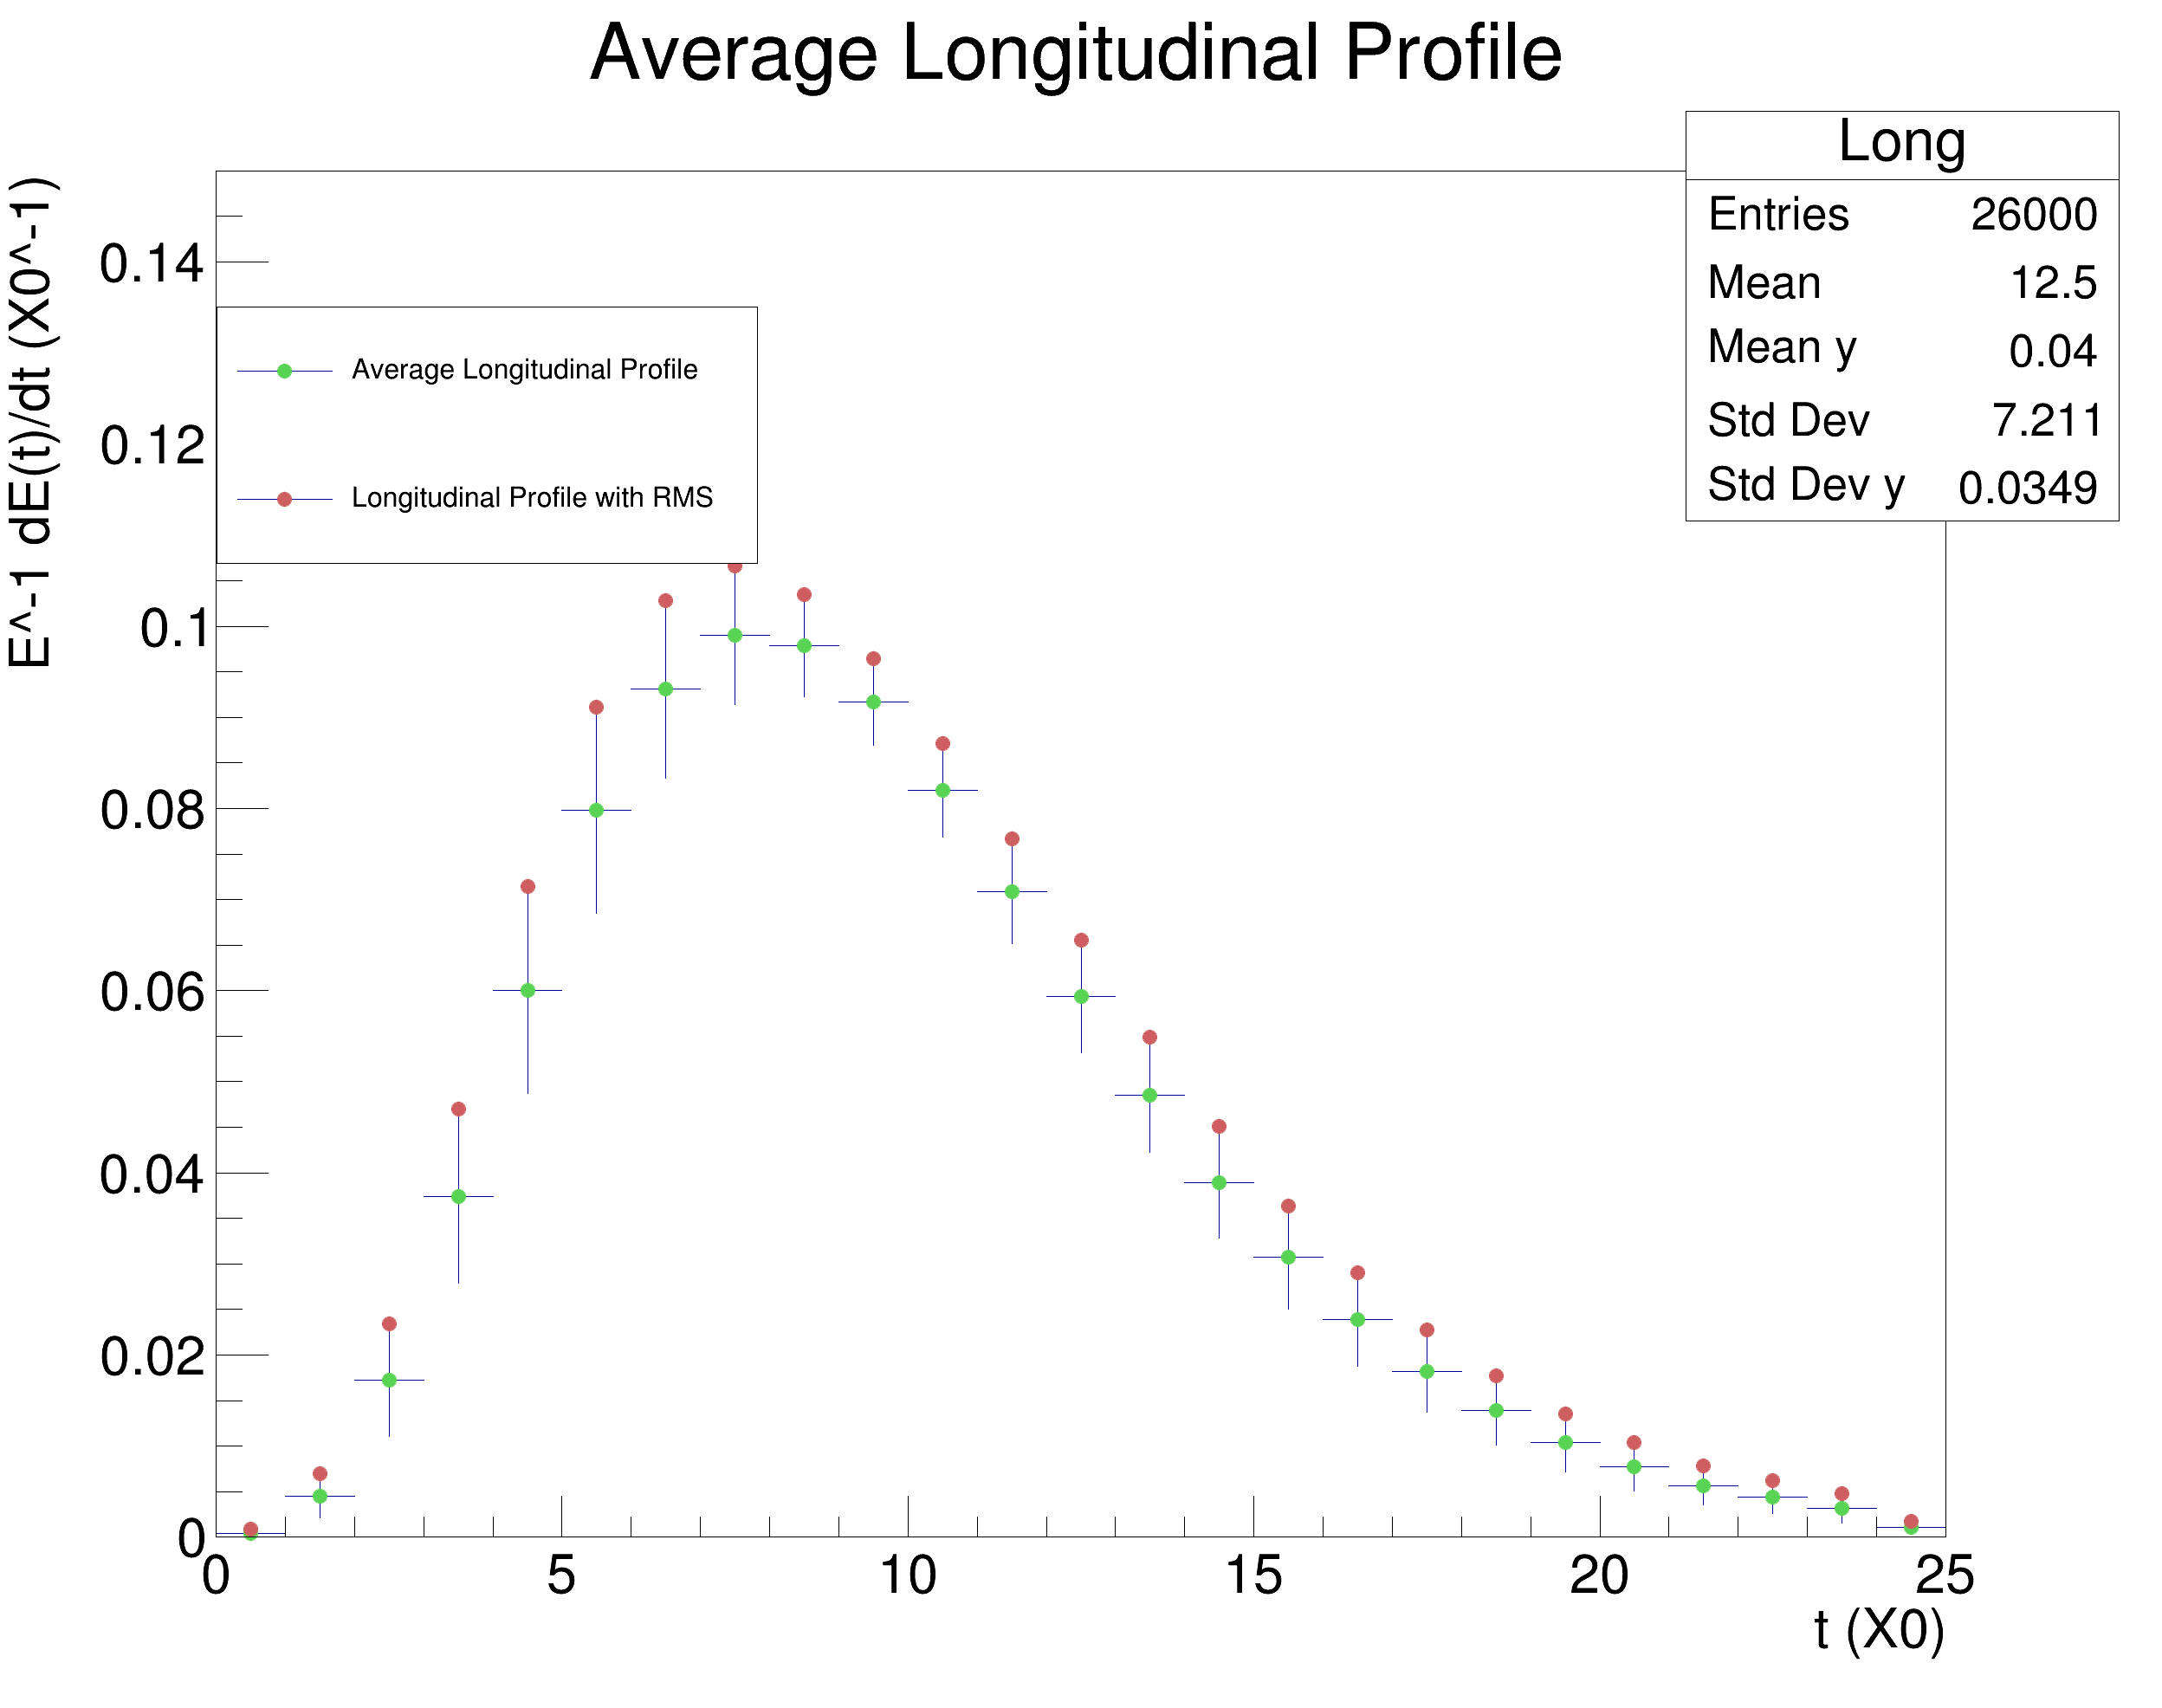 Average Longitudinal Profile
Long
Entries 26000
Mean 12.5
Mean y 0.04
Std Dev 7.211
Std Dev y 0.0349
E^-1 dE(t)/dt (X0^-1)
0.14
0.12
0.1
0.08
0.06
0.04
0.02
0
Average Longitudinal Profile
Longitudinal Profile with RMS
0 5 10 15 20 25
t (X0)